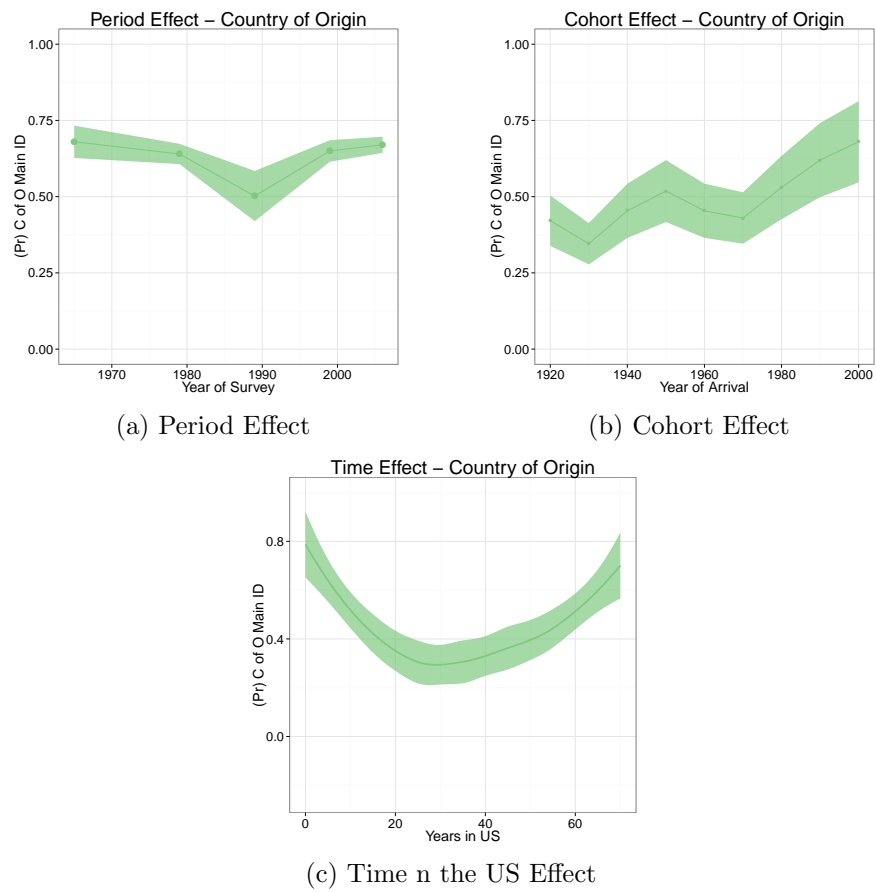 Period Effect – Country of Origin
1.00
0.75
0.50
0.25
0.00
(Pr) C of O Main ID
1970 1980 1990 2000
Year of Survey
(a) Period Effect
Cohort Effect – Country of Origin
1.00
0.75
0.50
0.25
0.00
(Pr) C of O Main ID
1920 1940 1960 1980 2000
Year of Arrival
(b) Cohort Effect
Time Effect – Country of Origin
0.8
0.4
0.0
(Pr) C of O Main ID
0 20 40 60
Years in US
(c) Time n the US Effect